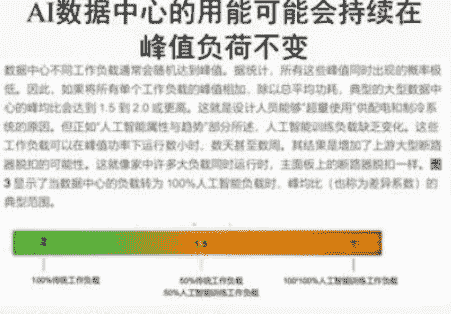 AI数据中心的用能可能会持续在
峰值负荷不变
数据中心不同工作负载通常会随机达到峰值。据统计，所有这些峰值同时出现的概率极
低。因此，如果将所有单个工作负载的峰值相加，除以总平均功耗，典型的大型数据中
心的峰均比会达到 1.5 到 2.0 或更高。这就是设计人员能够“超量使用”供配电和制冷系
统的原因。但正如“人工智能属性与趋势”部分所述，人工智能训练负载缺乏变化。这些
工作负载可以在峰值功率下运行数小时，数天甚至数周。其结果是增加了上游大型断路
器脱扣的可能性。这就像家中许多大负载同时运行时，主面板上的断路器脱扣一样。图
3 显示了当数据中心的负载转为 100%人工智能负载时，峰均比（也称为差异系数）的
典型范围。
2
1.5
1
100%传统工作负载
50%传统工作负载
100%人工智能训练工作负载
50%人工智能训练工作负载